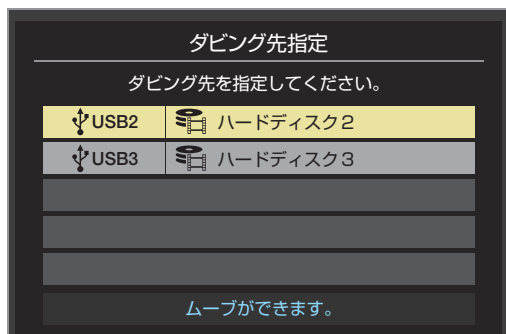 ダビング先指定
ダビング先を指定してください。
USB2 ハードディスク2
USB3 ハードディスク3
ムーブができます。